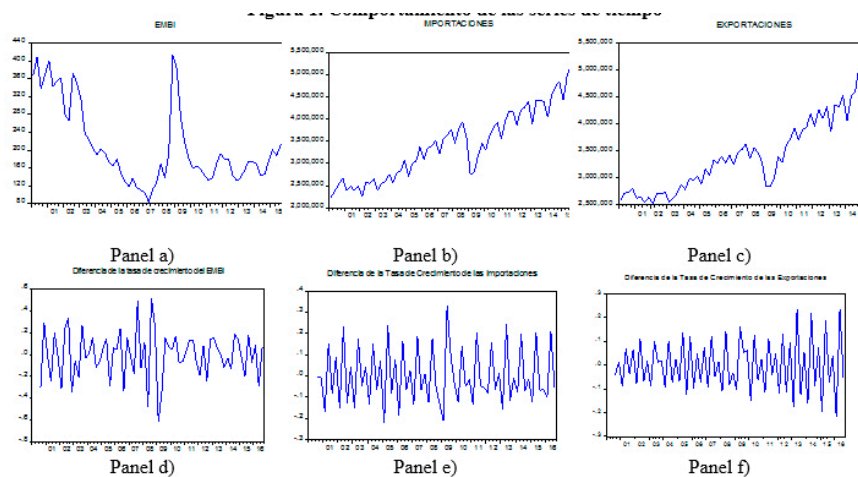 Figura 1. Comportamiento de las series de tiempo
EMBI
IMPORTACIONES
EXPORTACIONES
440
400
360
320
280
240
200
160
120
80
01 02 03 04 05 06 07 08 09 10 11 12 13 14 15
5,500,000
5,000,000
4,500,000
4,000,000
3,500,000
3,000,000
2,500,000
2,000,000
01 02 03 04 05 06 07 08 09 10 11 12 13 14
5,500,000
5,000,000
4,500,000
4,000,000
3,500,000
3,000,000
2,500,000
01 02 03 04 05 06 07 08 09 10 11 12 13 14
Panel a)
Panel b)
Panel c)
Diferencia de la tasa de crecimiento del EMBI
Diferencia de la Tasa de Crecimiento de las Importaciones
Diferencia de la Tasa de Crecimiento de las Exportaciones
.6
.4
.2
.0
-.2
-.4
-.6
-.8
01 02 03 04 05 06 07 08 09 10 11 12 13 14 15 16
.4
.3
.2
.1
.0
-.1
-.2
-.3
01 02 03 04 05 06 07 08 09 10 11 12 13 14 15 16
.2
.1
.0
-.1
-.2
01 02 03 04 05 06 07 08 09 10 11 12 13 14 15 16
Panel d)
Panel e)
Panel f)